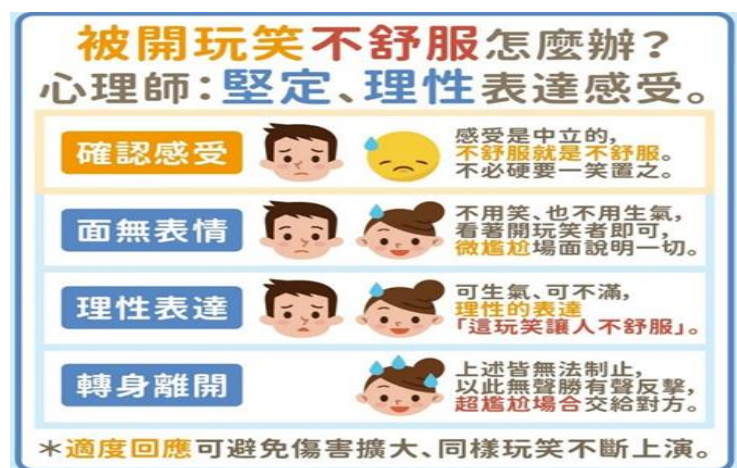 被開玩笑不舒服怎麼辦?
心理師:堅定、理性表達感受。
確認感受
感受是中立的,
不舒服就是不舒服。
不必硬要一笑置之。
面無表情
不用笑、也不用生氣,
看著開玩笑者即可,
微尷尬場面說明一切。
理性表達
可生氣、可不滿,
理性的表達
「這玩笑讓人不舒服」。
轉身離開
上述皆無法制止,
以此無聲勝有聲反擊,
超尷尬場合交給對方。
*適度回應可避免傷害擴大、同樣玩笑不斷上演。